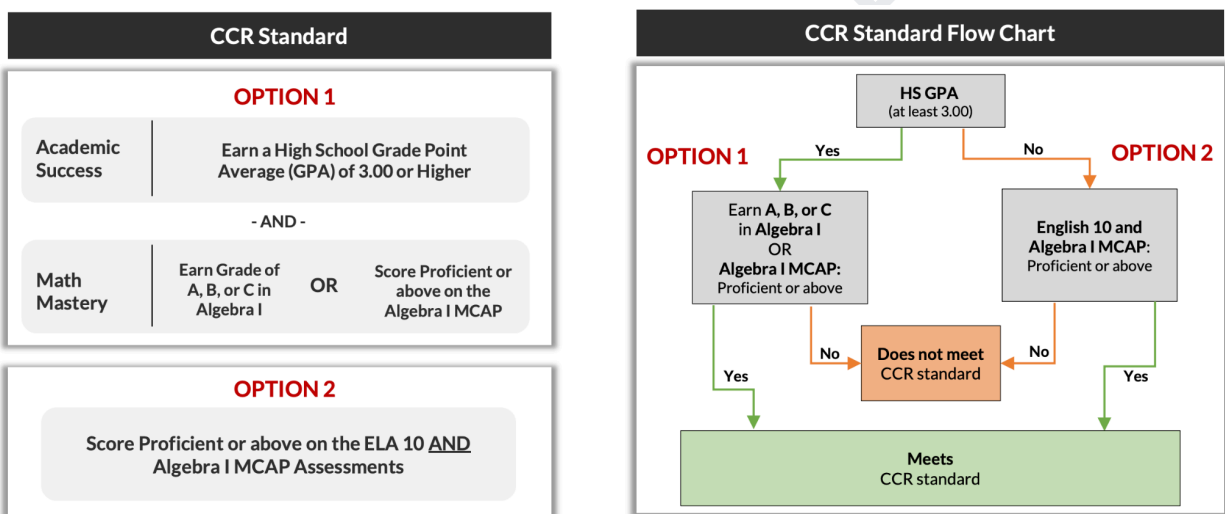 CCR Standard
OPTION 1
Academic
Success
Earn a High School Grade Point
Average (GPA) of 3.00 or Higher
- AND -
Math
Mastery
Earn Grade of
A, B, or C in
Algebra I
OR
Score Proficient or
above on the
Algebra I MCAP
OPTION 2
Score Proficient or above on the ELA 10 AND
Algebra I MCAP Assessments
CCR Standard Flow Chart
HS GPA
(at least 3.00)
OPTION 1
Yes
No
OPTION 2
Earn A, B, or C
in Algebra I
OR
Algebra I MCAP:
Proficient or above
English 10 and
Algebra I MCAP:
Proficient or above
No
Does not meet
CCR standard
No
Yes
Yes
Meets
CCR standard